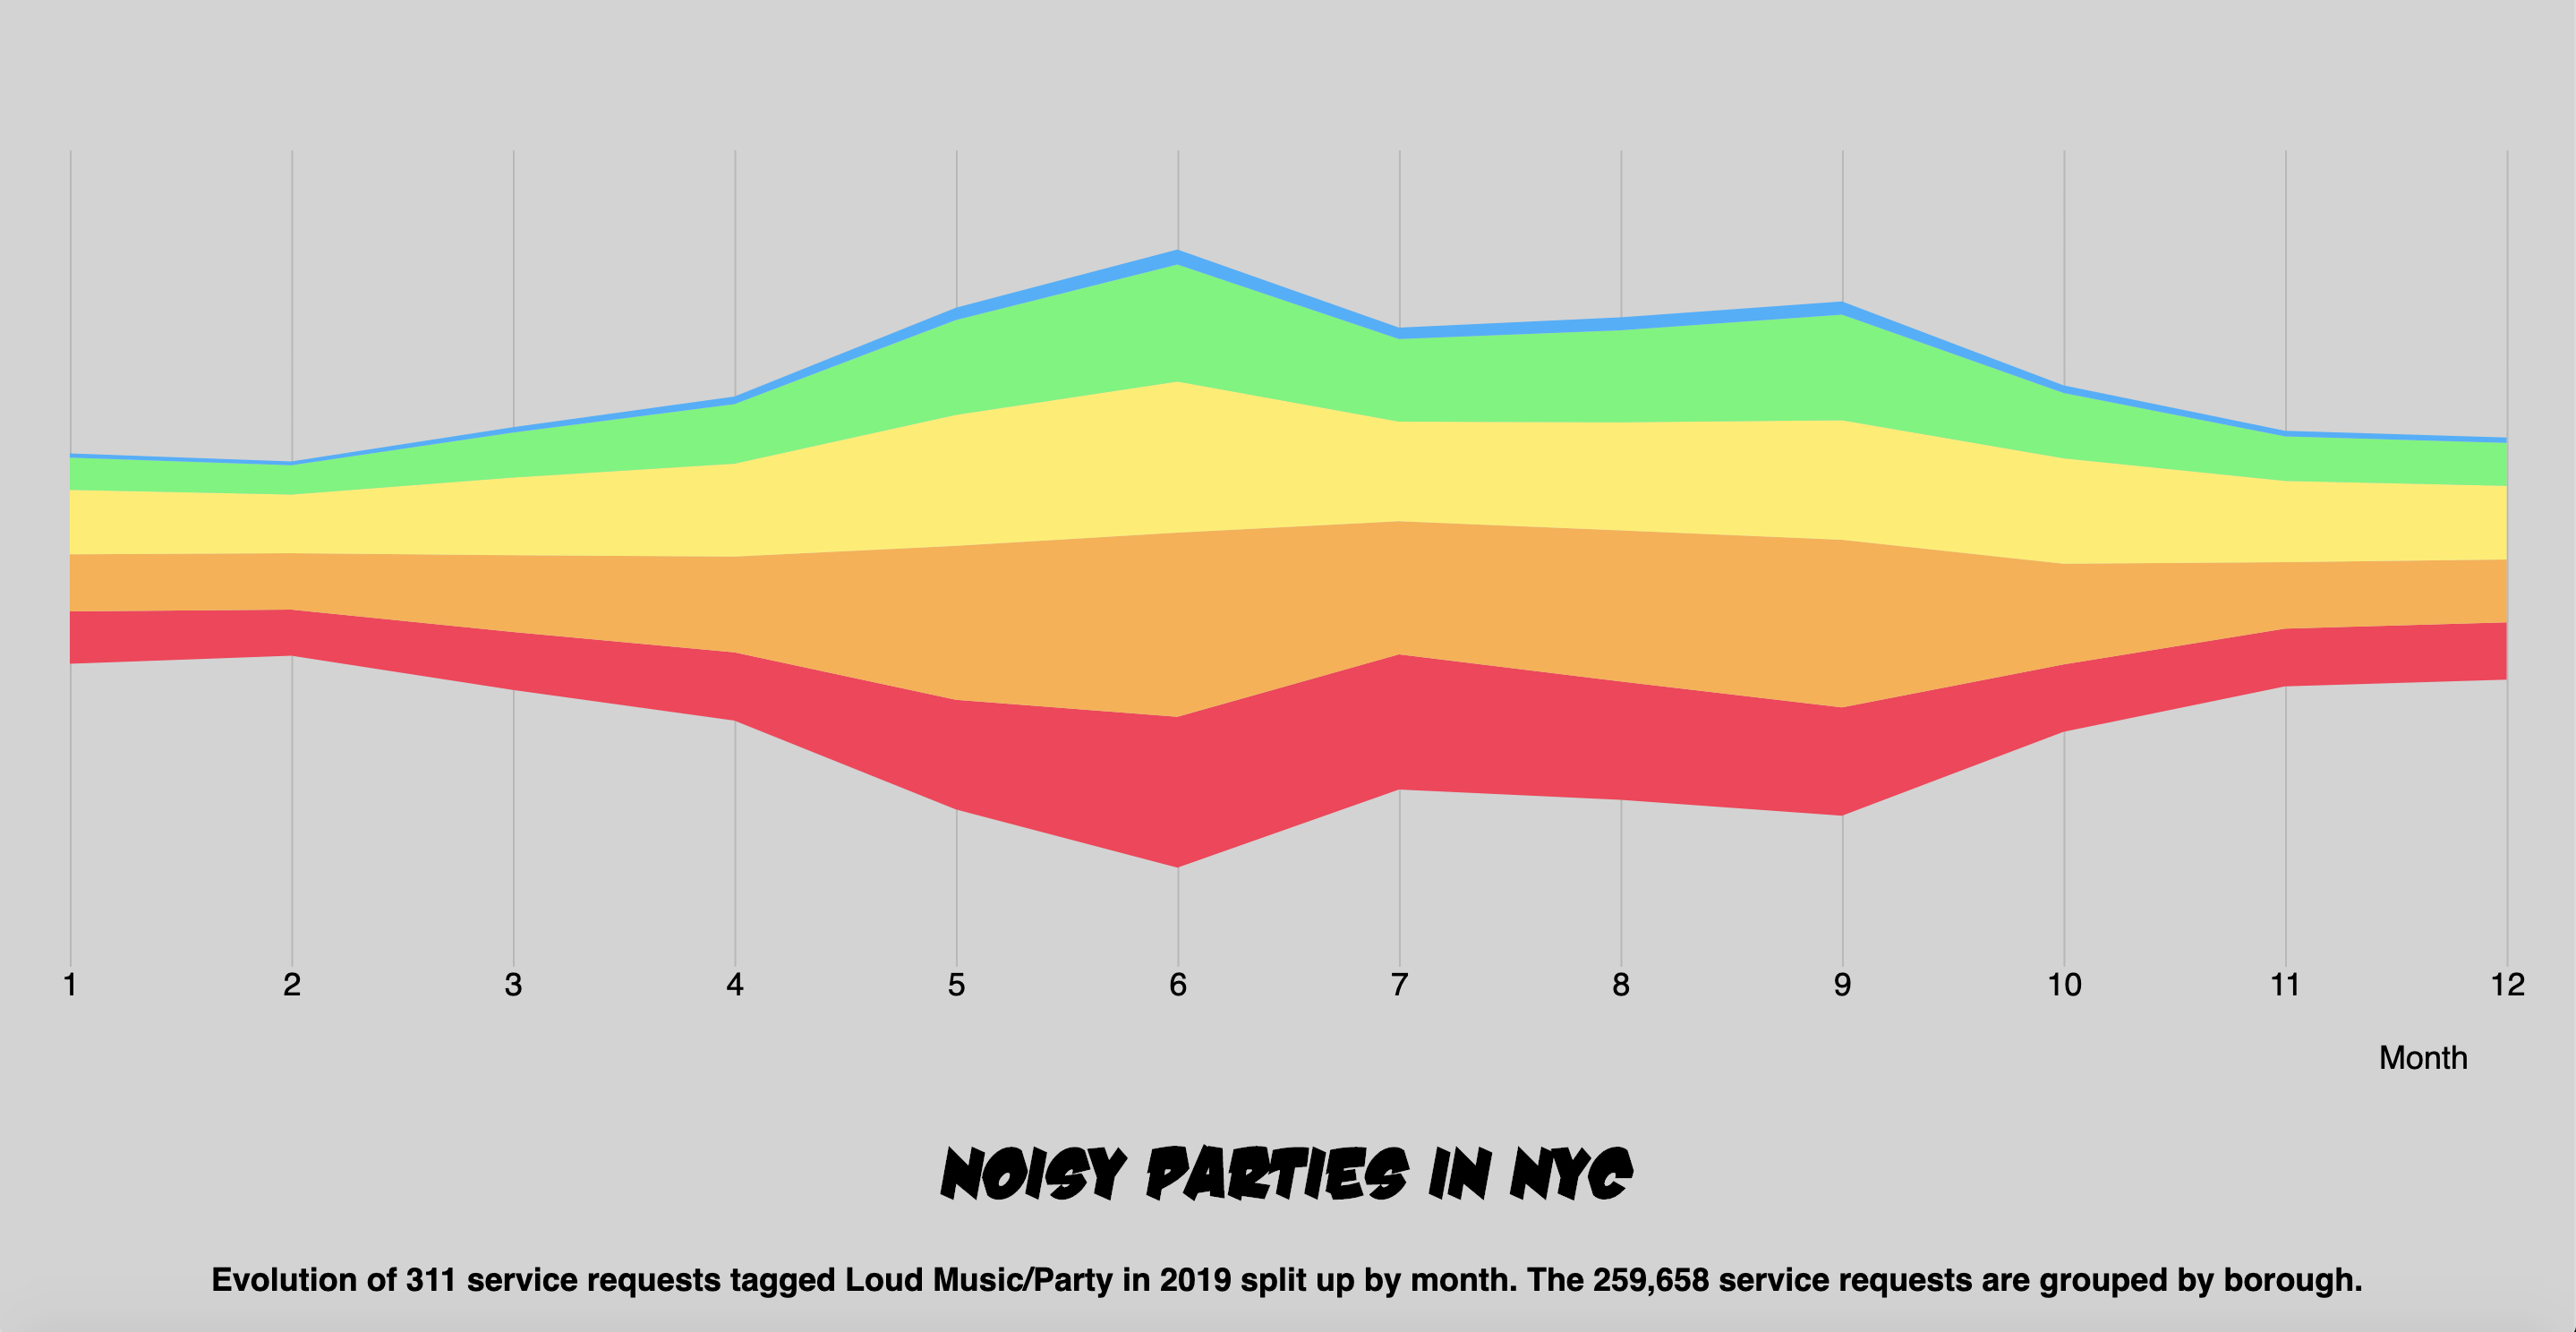 1 2 3 4 5 6 7 8 9 10 11 12
Month
NOISY PARTIES IN NYC
Evolution of 311 service requests tagged Loud Music/Party in 2019 split up by month. The 259,658 service requests are grouped by borough.